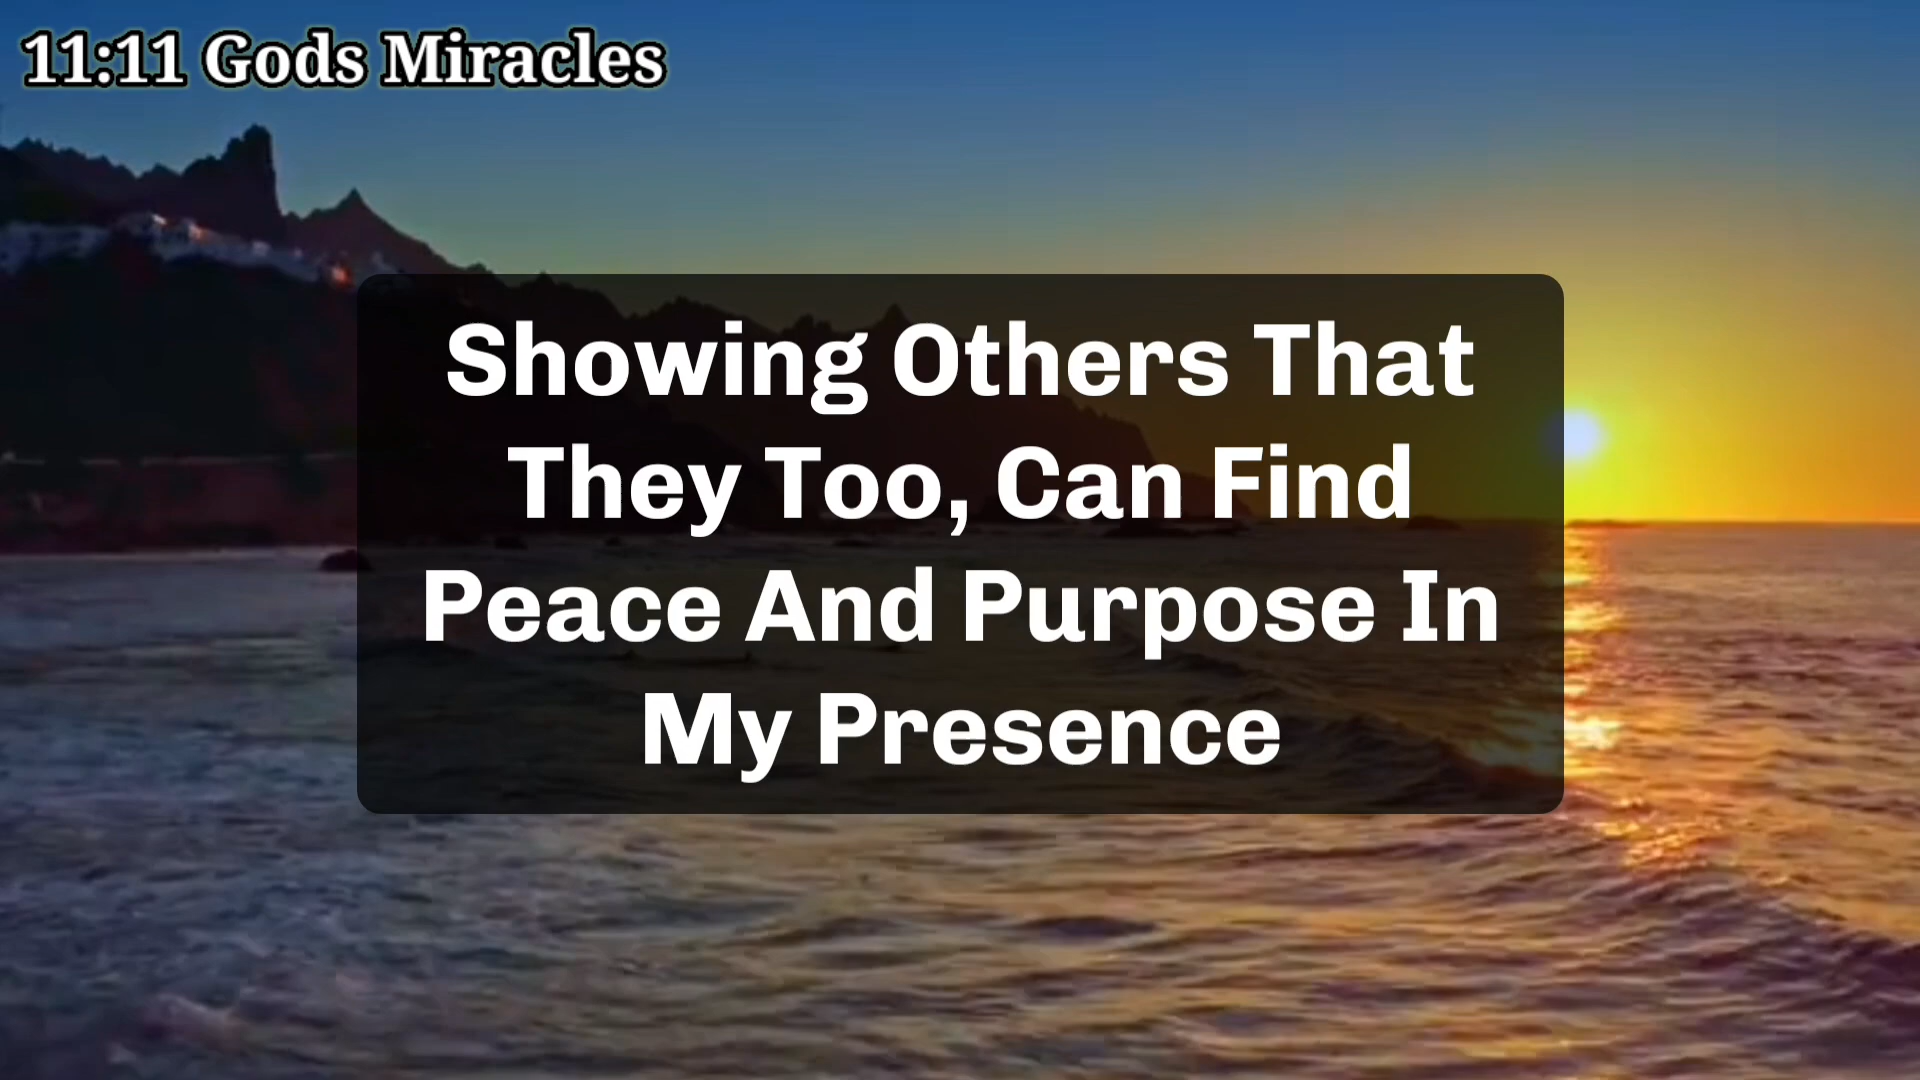 11:11 Gods Miracles
Showing Others That
They Too, Can Find
Peace And Purpose In
My Presence